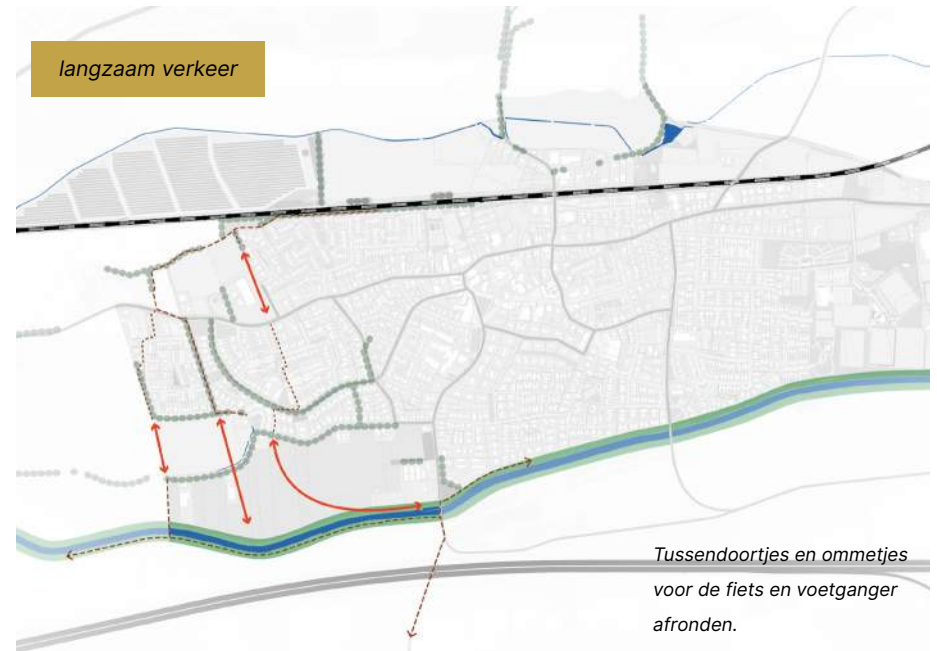 langzaam verkeer
Tussendoortjes en ommetjes
voor de fiets en voetganger
afronden.